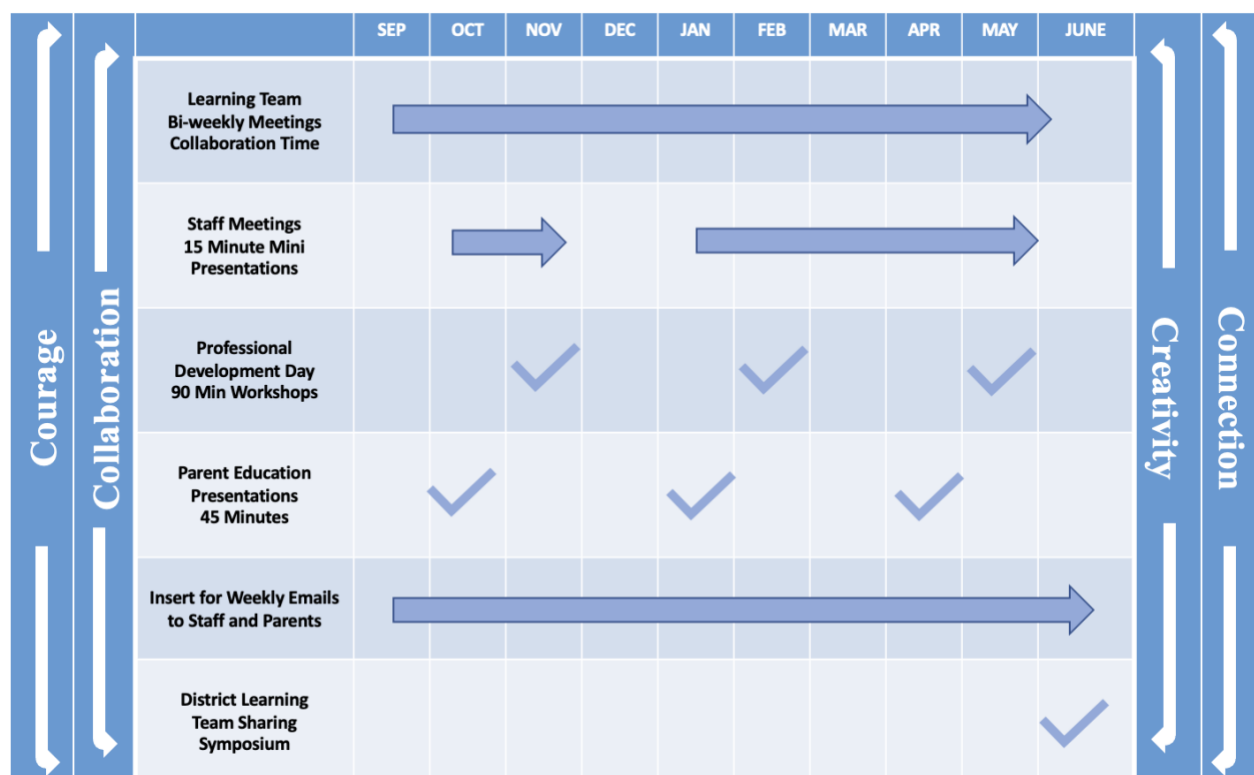 SEP OCT NOV DEC JAN FEB MAR APR MAY JUNE
Learning Team
Bi-weekly Meetings
Collaboration Time
Staff Meetings
15 Minute Mini
Presentations
Professional
Development Day
90 Min Workshops
Parent Education
Presentations
45 Minutes
Insert for Weekly Emails
to Staff and Parents
District Learning
Team Sharing
Symposium
Courage
Collaboration
Creativity
Connection